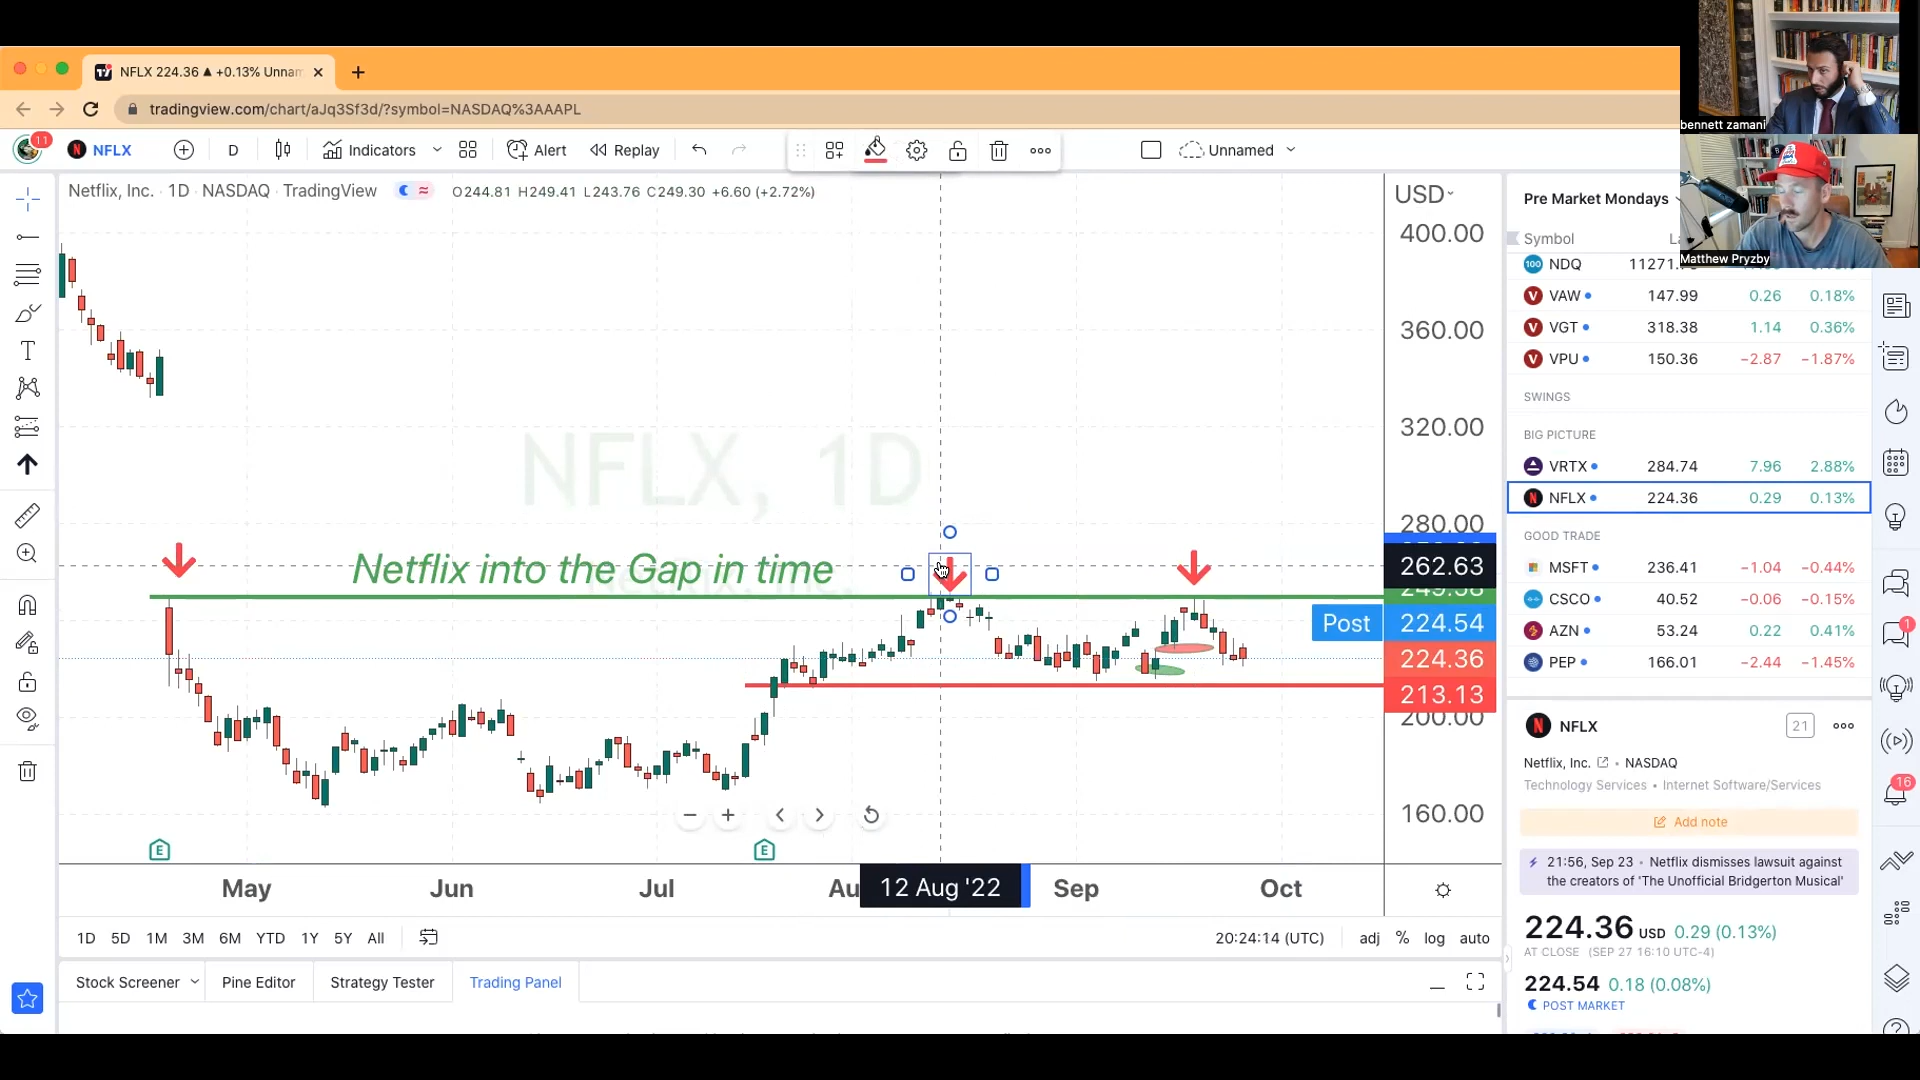 NFLX 224.36 ▲ +0.13% Unnam
tradingview.com/chart/aJq3Sf3d/?symbol=NASDAQ%3AAAPL
bennett zamani
Matthew Pryzby
11
NFLX
D
Indicators
Alert
Replay
Unnamed
Netflix, Inc. · 1D · NASDAQ · TradingView
O244.81 H249.41 L243.76 C249.30 +6.60 (+2.72%)
USD
400.00
360.00
320.00
280.00
262.63
Post 224.54
224.36
213.13
200.00
160.00
NFLX, 1D
Netflix into the Gap in time
E
E
May
Jun
Jul
Au
12 Aug '22
Sep
Oct
1D 5D 1M 3M 6M YTD 1Y 5Y All
20:24:14 (UTC)
adj % log auto
Stock Screener
Pine Editor
Strategy Tester
Trading Panel
Pre Market Mondays
Symbol
100 NDQ
V VAW 147.99 0.26 0.18%
V VGT 318.38 1.14 0.36%
V VPU 150.36 −2.87 −1.87%
SWINGS
BIG PICTURE
VRTX 284.74 7.96 2.88%
NFLX 224.36 0.29 0.13%
GOOD TRADE
MSFT 236.41 −1.04 −0.44%
CSCO 40.52 −0.06 −0.15%
AZN 53.24 0.22 0.41%
PEP 166.01 −2.44 −1.45%
NFLX
21
Netflix, Inc. • NASDAQ
Technology Services • Internet Software/Services
Add note
21:56, Sep 23 • Netflix dismisses lawsuit against
the creators of 'The Unofficial Bridgerton Musical'
224.36 USD 0.29 (0.13%)
AT CLOSE (SEP 27 16:10 UTC-4)
224.54 0.18 (0.08%)
POST MARKET
1
16